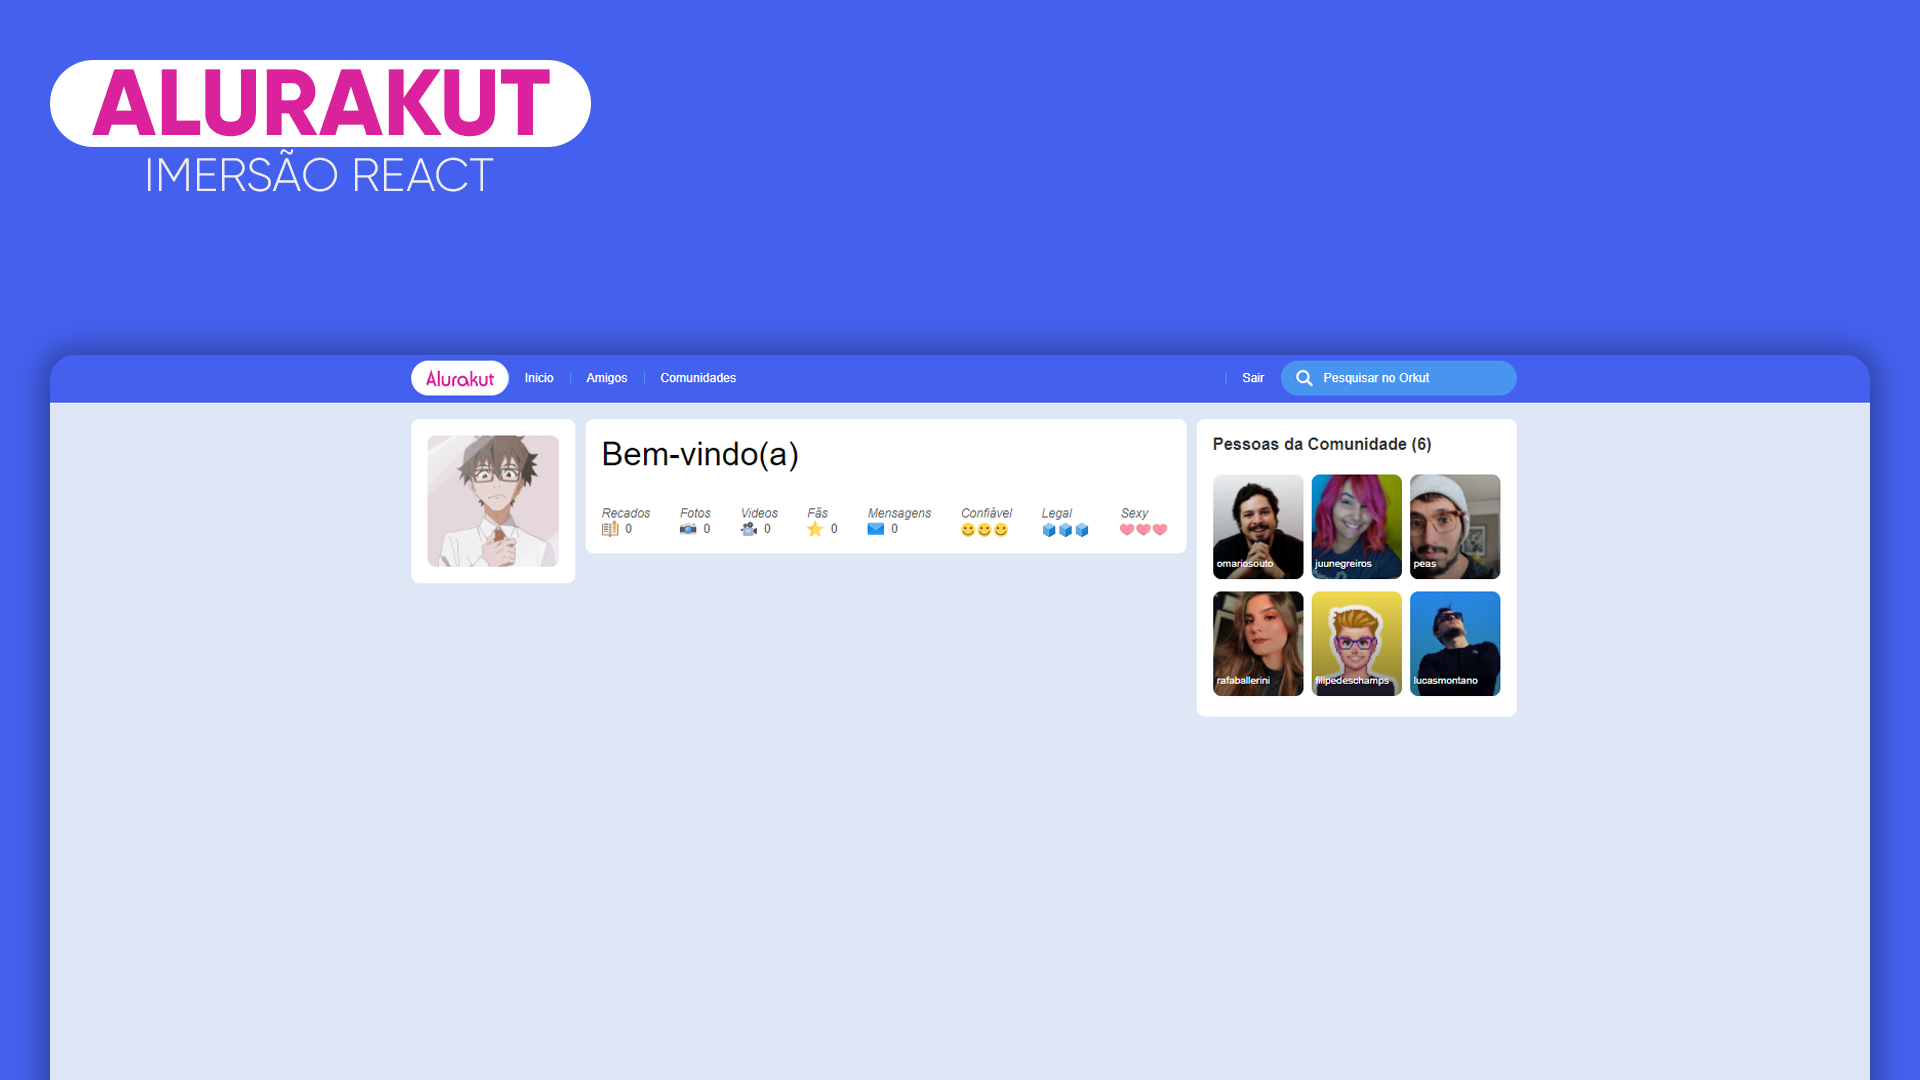 ALURAKUT
IMERSÃO REACT
Alurakut Inicio Amigos Comunidades Sair Pesquisar no Orkut
Bem-vindo(a)
Recados Fotos Videos Fãs Mensagens Confiável Legal Sexy
0 0 0 0 0
Pessoas da Comunidade (6)
omariosouto juunegreiros peas
rafaballerini filipedeschamps lucasmontano